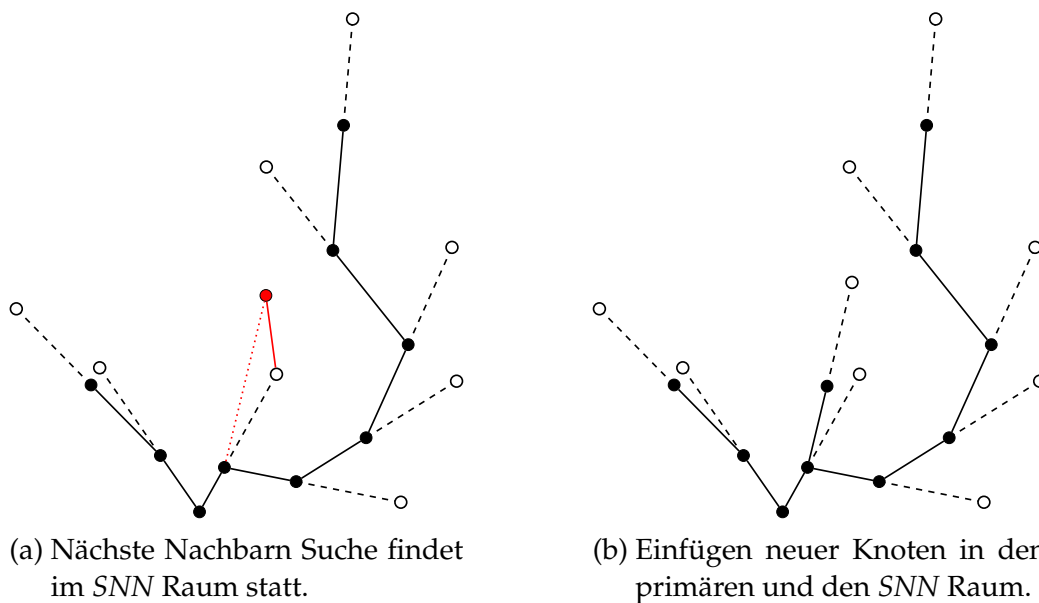 (a) Nächste Nachbarn Suche findet
im SNN Raum statt.
(b) Einfügen neuer Knoten in den
primären und den SNN Raum.